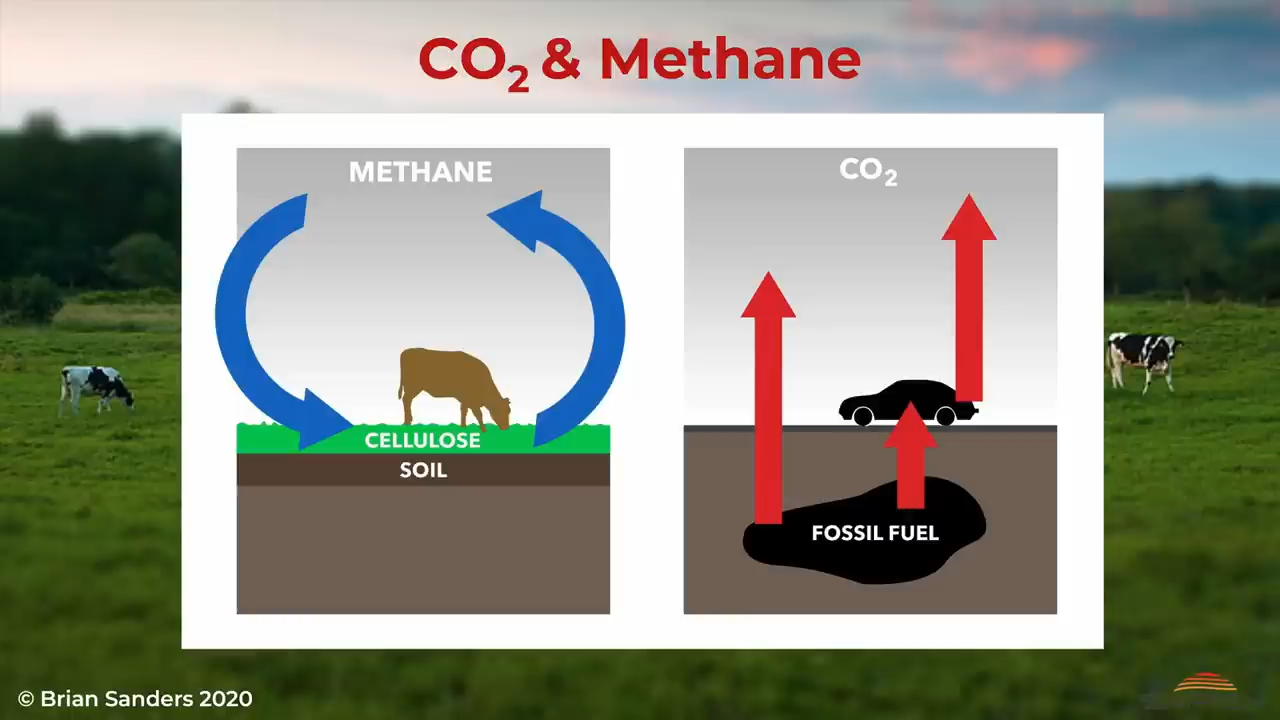 CO₂ & Methane
METHANE
CELLULOSE
SOIL
CO₂
FOSSIL FUEL
© Brian Sanders 2020